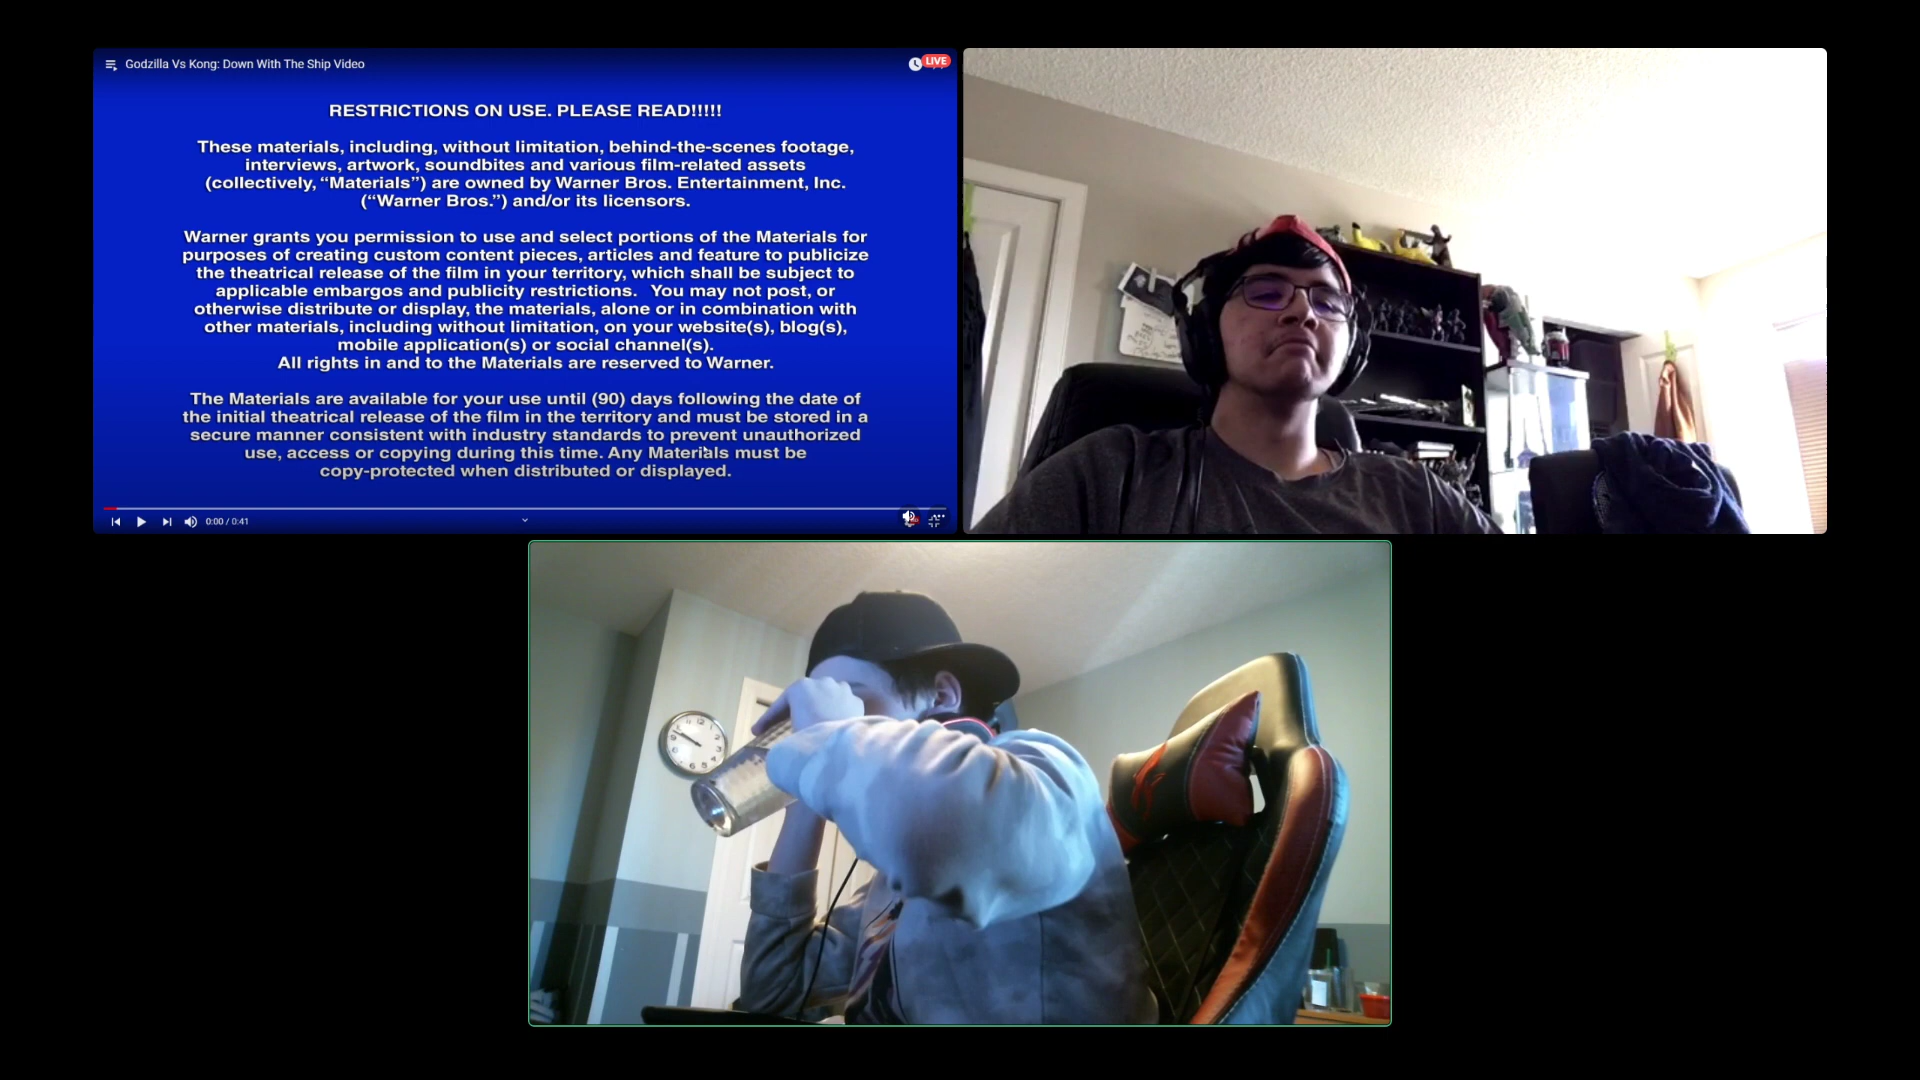 Godzilla Vs Kong: Down With The Ship Video
LIVE
RESTRICTIONS ON USE. PLEASE READ!!!!!
These materials, including, without limitation, behind-the-scenes footage,
interviews, artwork, soundbites and various film-related assets
(collectively, “Materials”) are owned by Warner Bros. Entertainment, Inc.
(“Warner Bros.”) and/or its licensors.
Warner grants you permission to use and select portions of the Materials for
purposes of creating custom content pieces, articles and feature to publicize
the theatrical release of the film in your territory, which shall be subject to
applicable embargos and publicity restrictions. You may not post, or
otherwise distribute or display, the materials, alone or in combination with
other materials, including without limitation, on your website(s), blog(s),
mobile application(s) or social channel(s).
All rights in and to the Materials are reserved to Warner.
The Materials are available for your use until (90) days following the date of
the initial theatrical release of the film in the territory and must be stored in a
secure manner consistent with industry standards to prevent unauthorized
use, access or copying during this time. Any Materials must be
copy-protected when distributed or displayed.
0:00 / 0:41